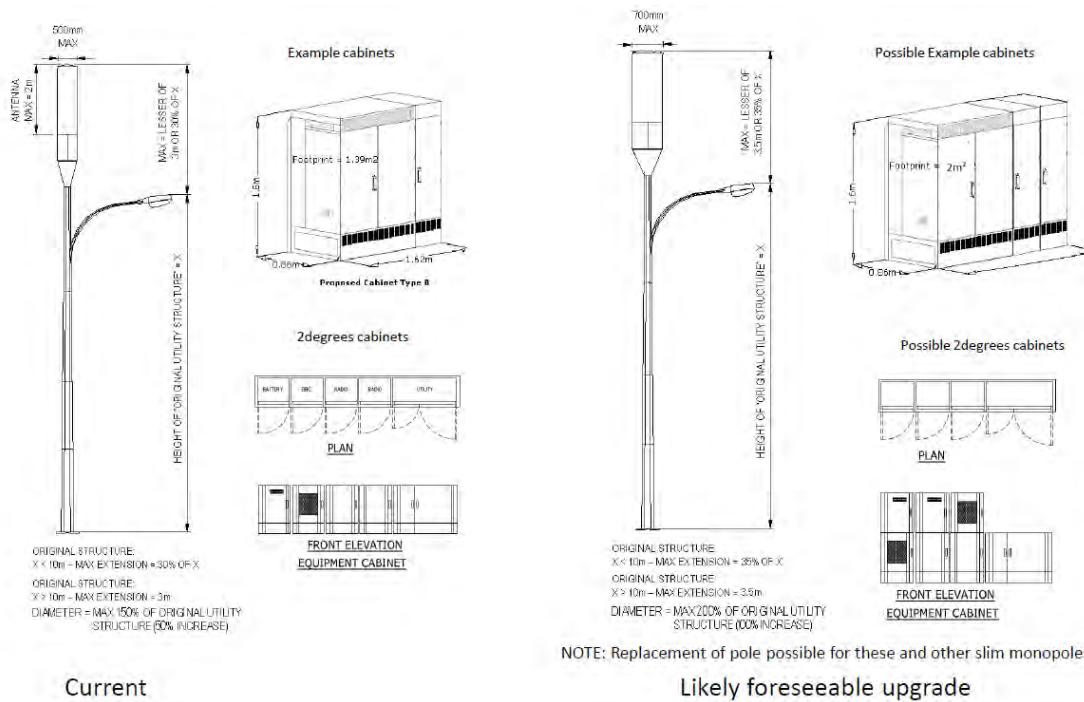 500mm
MAX
ANTENNA
MAX = 2m
MAX = LESSER OF
3m OR 30% OF X
HEIGHT OF "ORIGINAL UTILITY STRUCTURE" = X
Example cabinets
Footprint = 1.39m2
1.6m
0.86m
1.62m
Proposed Cabinet Type B
2degrees cabinets
BATTERY
RADIO
RADIO
UTILITY
PLAN
FRONT ELEVATION
EQUIPMENT CABINET
ORIGINAL STRUCTURE:
X < 10m – MAX EXTENSION = 30% OF X
ORIGINAL STRUCTURE:
X > 10m – MAX EXTENSION = 3m
DIAMETER = MAX 150% OF ORIGINAL UTILITY
STRUCTURE (50% INCREASE)
Current
700mm
MAX
"MAX = LESSER OF
3.5m OR 35% OF X
HEIGHT OF "ORIGINAL UTILITY STRUCTURE" = X
Possible Example cabinets
Footprint = 2m²
1.6m
0.86m
Possible 2degrees cabinets
PLAN
FRONT ELEVATION
EQUIPMENT CABINET
ORIGINAL STRUCTURE
X < 10m – MAX EXTENSION = 35% OF X
ORIGINAL STRUCTURE:
X > 10m – MAX EXTENSION = 3.5m
DIAMETER = MAX 200% OF ORIGINAL UTILITY
STRUCTURE (100% INCREASE)
NOTE: Replacement of pole possible for these and other slim monopole
Likely foreseeable upgrade